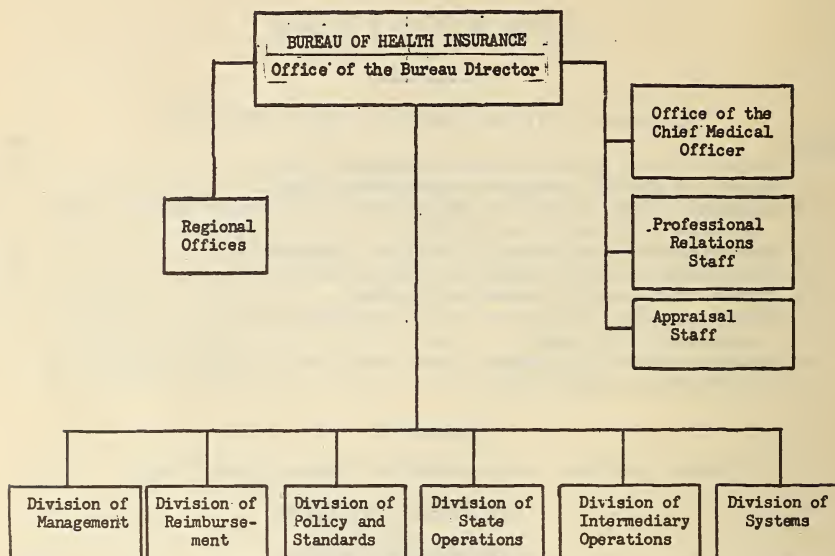 BUREAU OF HEALTH INSURANCE
Office of the Bureau Director
Office of the
Chief Medical
Officer
Regional
Offices
Professional
Relations
Staff
Appraisal
Staff
Division of
Management
Division of
Reimburse-
ment
Division of
Policy and
Standards
Division of
State
Operations
Division of
Intermediary
Operations
Division of
Systems